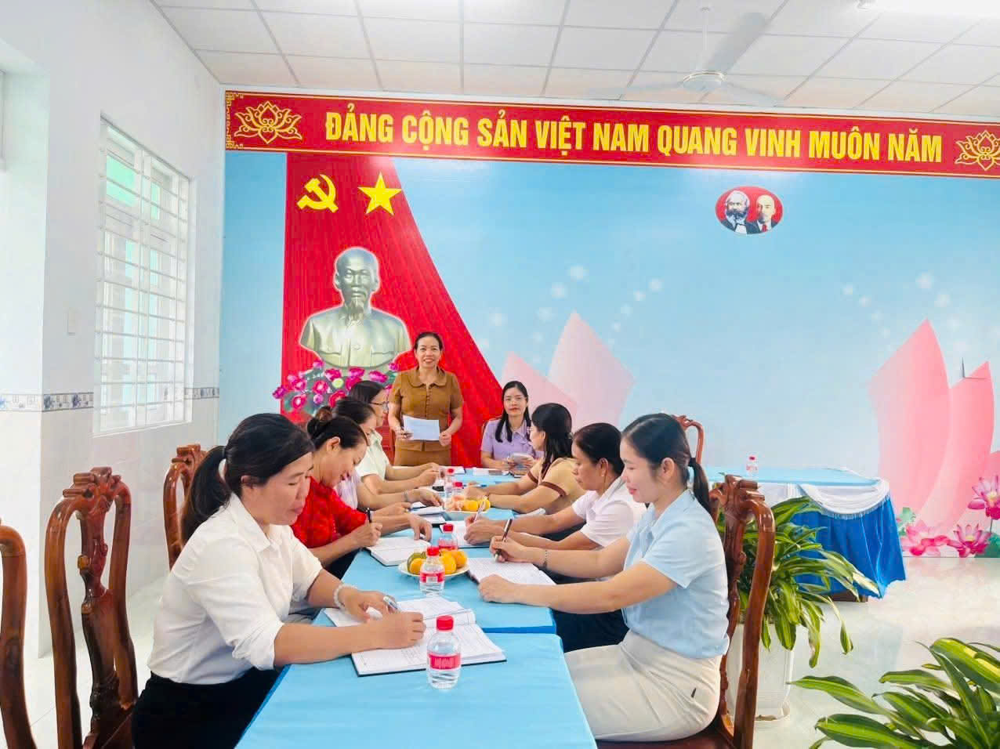 ĐẢNG CỘNG SẢN VIỆT NAM QUANG VINH MUÔN NĂM